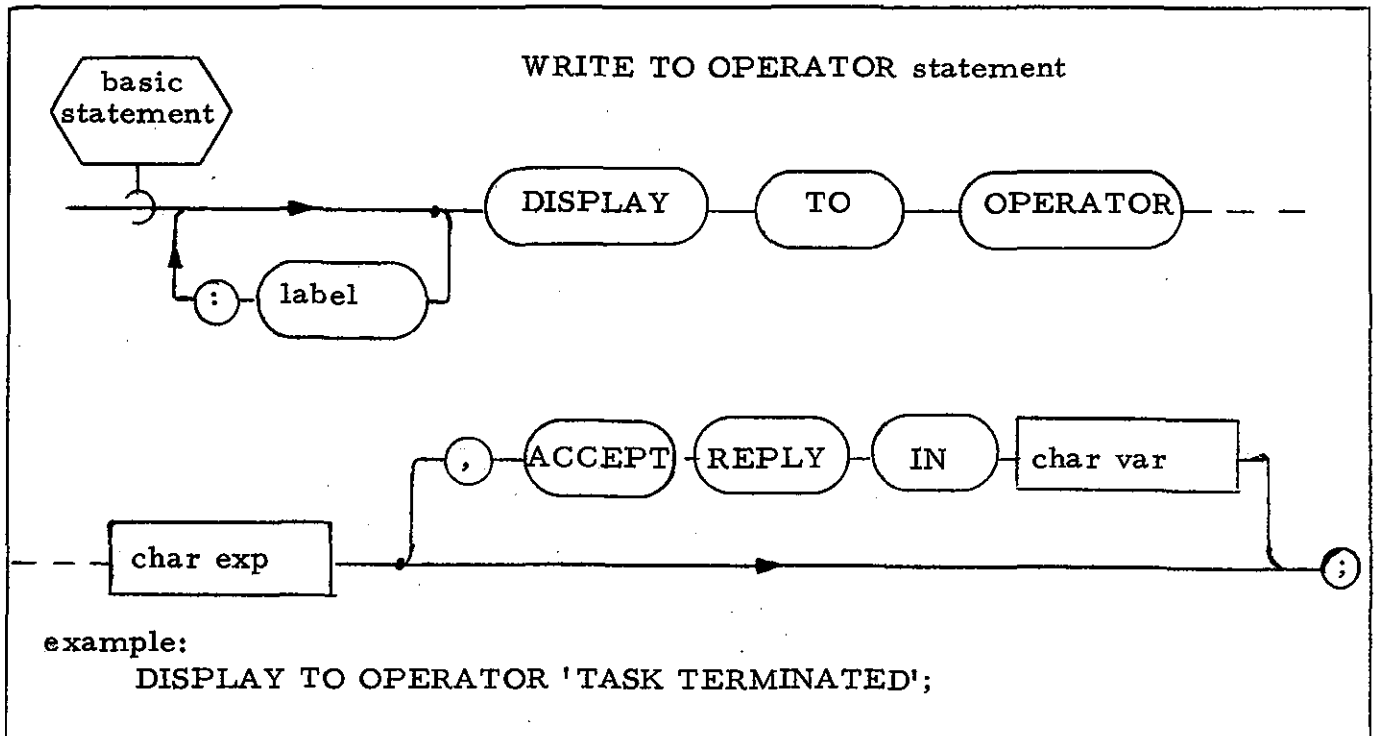 WRITE TO OPERATOR statement
basic
statement
DISPLAY TO OPERATOR
: label
, ACCEPT REPLY IN char var
char exp ;
example:
DISPLAY TO OPERATOR 'TASK TERMINATED';